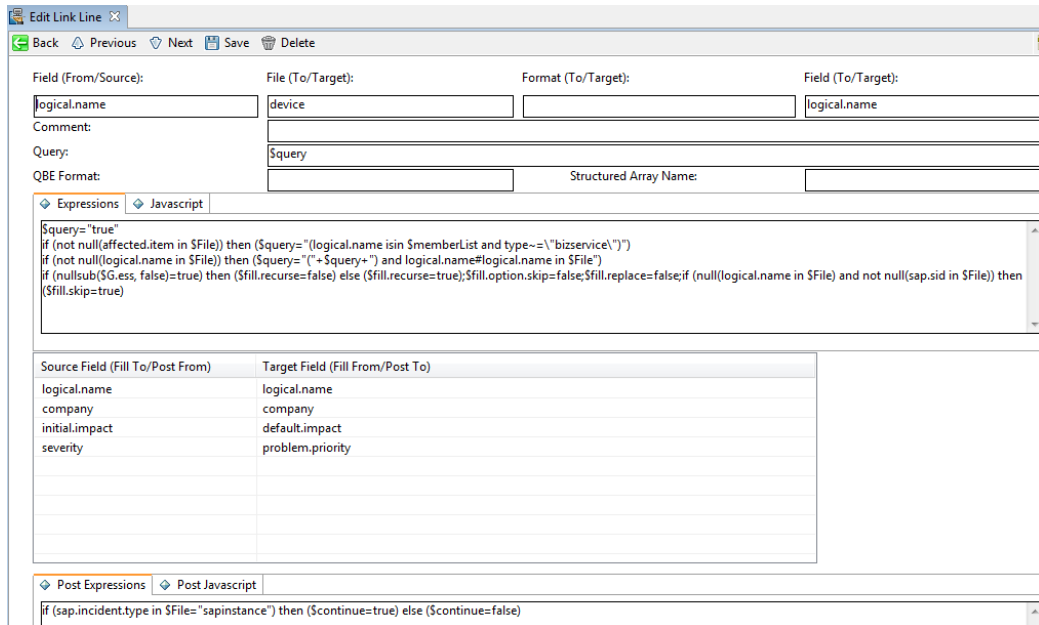 Edit Link Line
Back Previous Next Save Delete
Field (From/Source): File (To/Target): Format (To/Target): Field (To/Target):
logical.name device logical.name
Comment:
Query: $query
QBE Format: Structured Array Name:
Expressions Javascript
$query="true"
if (not null(affected.item in $File)) then ($query="(logical.name isin $memberList and type~=\"bizservice\")")
if (not null(logical.name in $File)) then ($query="("+$query+") and logical.name#logical.name in $File")
if (nullsub($G.ess, false)=true) then ($fill.recurse=false) else ($fill.recurse=true);$fill.option.skip=false;$fill.replace=false;if (null(logical.name in $File) and not null(sap.sid in $File)) then
($fill.skip=true)
Source Field (Fill To/Post From) Target Field (Fill From/Post To)
logical.name logical.name
company company
initial.impact default.impact
severity problem.priority
Post Expressions Post Javascript
if (sap.incident.type in $File="sapinstance") then ($continue=true) else ($continue=false)